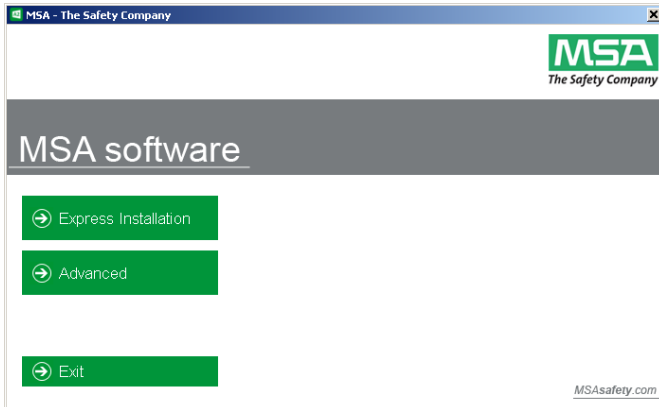 MSA - The Safety Company
MSA
The Safety Company
MSA software
Express Installation
Advanced
Exit
MSAsafety.com